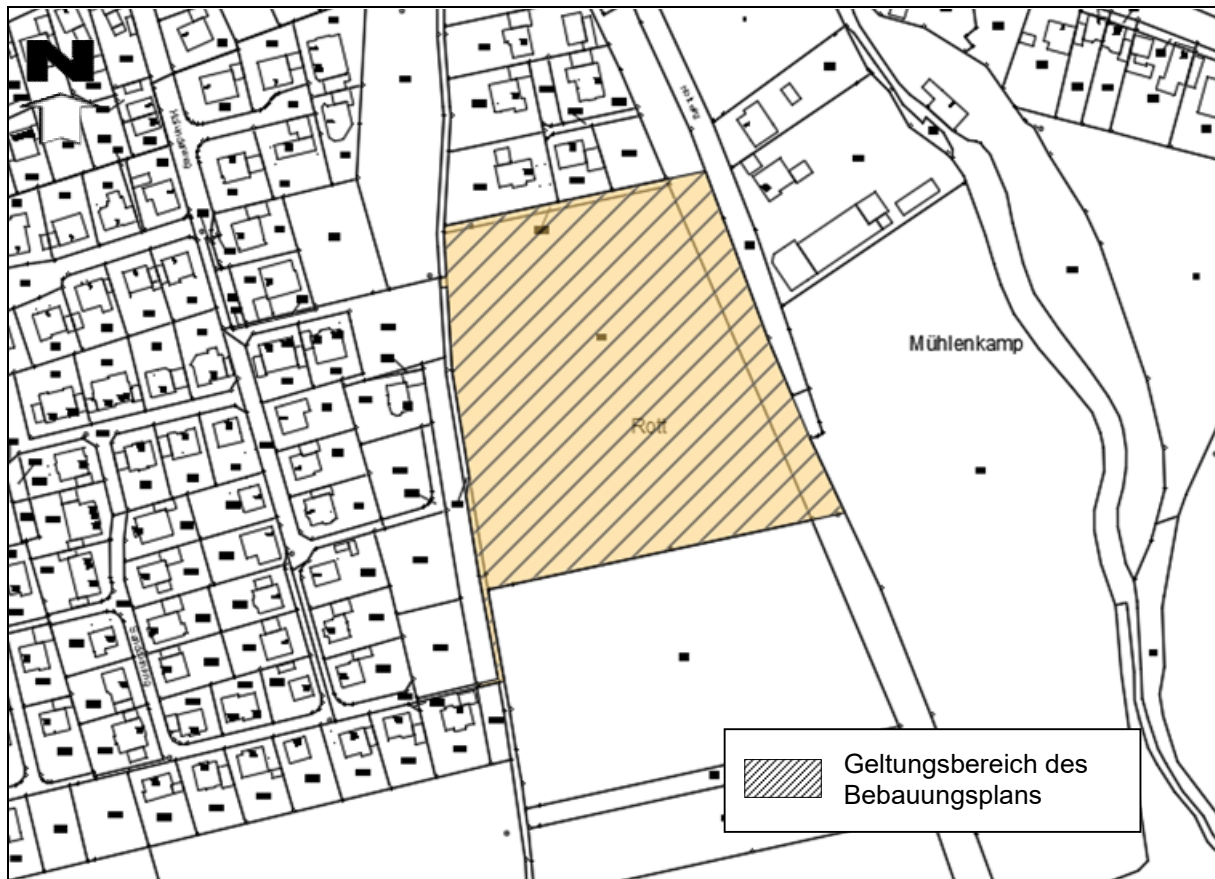 N
Mühlenkamp
Rott
Geltungsbereich des
Bebauungsplans